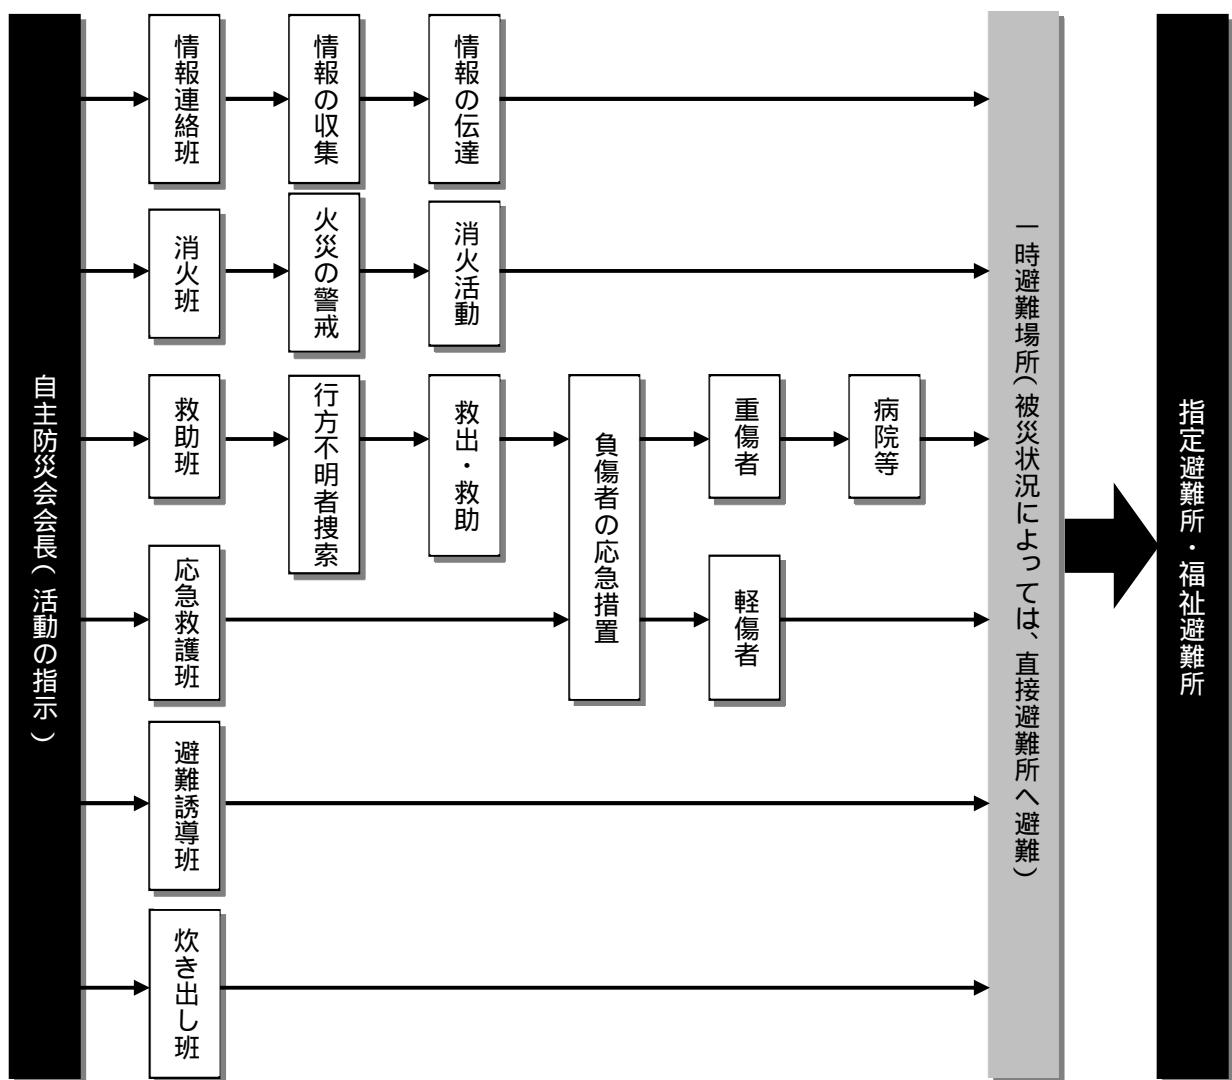 自主防災会会長(活動の指示)
情報連絡班
情報の収集
情報の伝達
消火班
火災の警戒
消火活動
救助班
行方不明者捜索
救出・救助
負傷者の応急措置
重傷者
病院等
応急救護班
軽傷者
避難誘導班
炊き出し班
一時避難場所(被災状況によっては、直接避難所へ避難)
指定避難所・福祉避難所